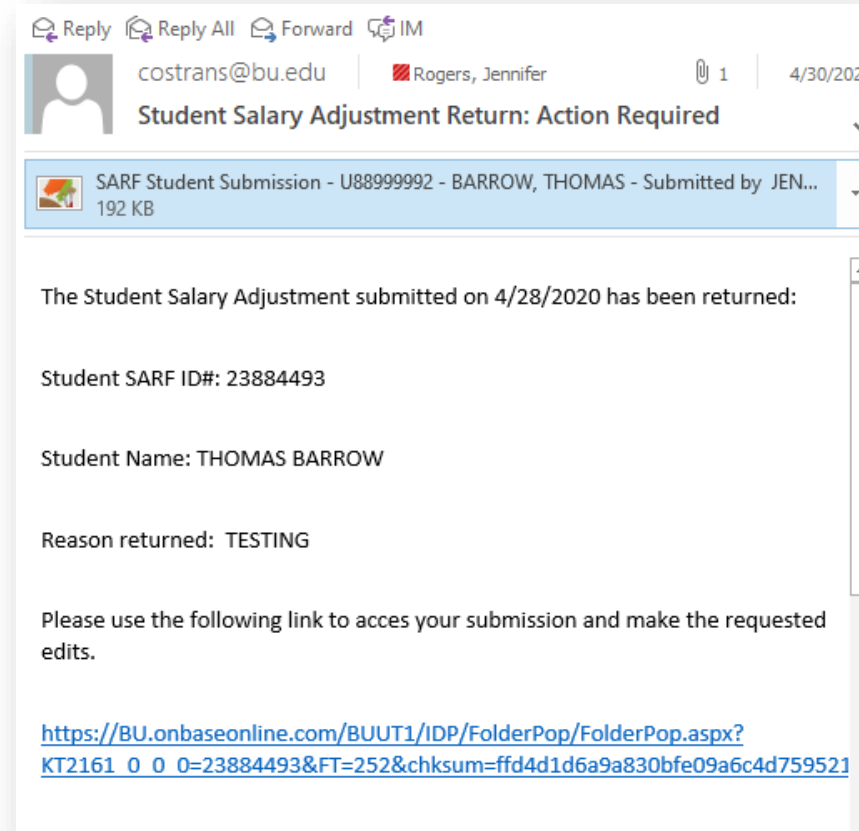 Reply Reply All Forward IM
costrans@bu.edu Rogers, Jennifer 1 4/30/202
Student Salary Adjustment Return: Action Required
SARF Student Submission - U88999992 - BARROW, THOMAS - Submitted by JEN...
192 KB
The Student Salary Adjustment submitted on 4/28/2020 has been returned:
Student SARF ID#: 23884493
Student Name: THOMAS BARROW
Reason returned: TESTING
Please use the following link to acces your submission and make the requested
edits.
https://BU.onbaseonline.com/BUUT1/IDP/FolderPop/FolderPop.aspx?
KT2161_0_0_0=23884493&FT=252&chksum=ffd4d1d6a9a830bfe09a6c4d759521